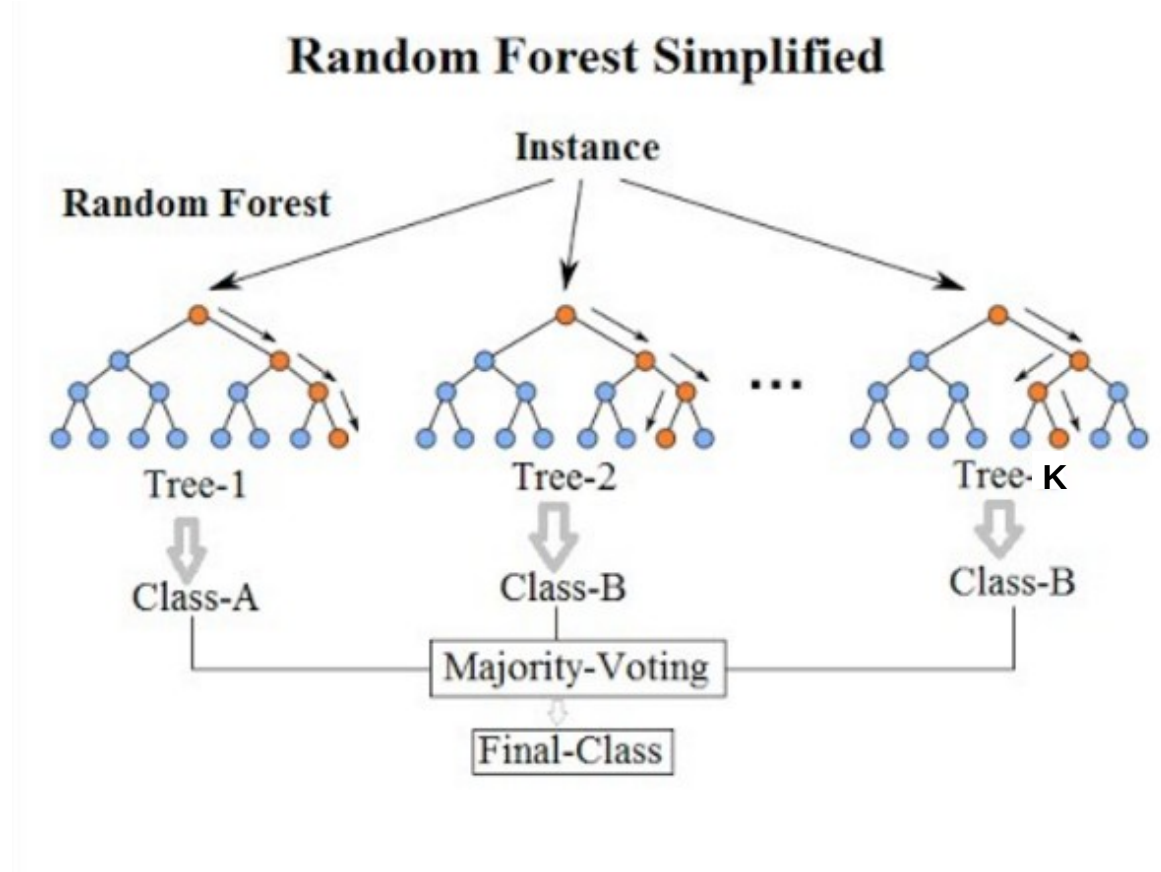 Random Forest Simplified
Instance
Random Forest
...
Tree-1
Tree-2
Tree- K
Class-A
Class-B
Class-B
Majority-Voting
Final-Class